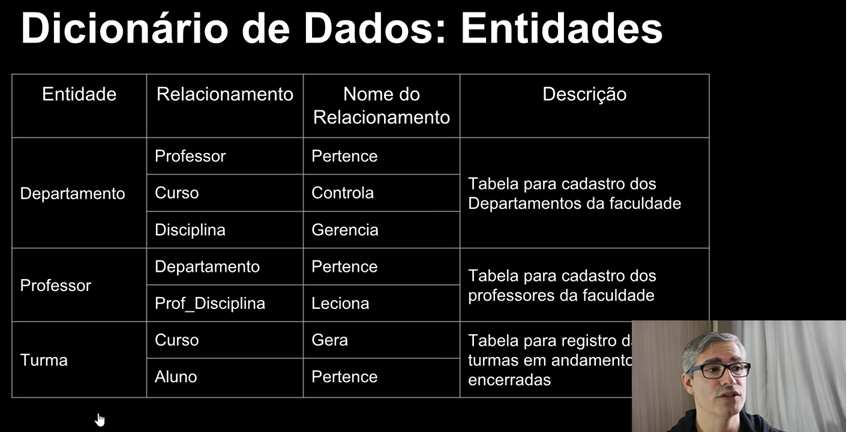 Dicionário de Dados: Entidades
Entidade Relacionamento Nome do Relacionamento Descrição
Departamento
Professor Pertence
Curso Controla
Disciplina Gerencia
Tabela para cadastro dos
Departamentos da faculdade
Professor
Departamento Pertence
Prof_Disciplina Leciona
Tabela para cadastro dos
professores da faculdade
Turma
Curso Gera
Aluno Pertence
Tabela para registro
turmas em andamento
encerradas